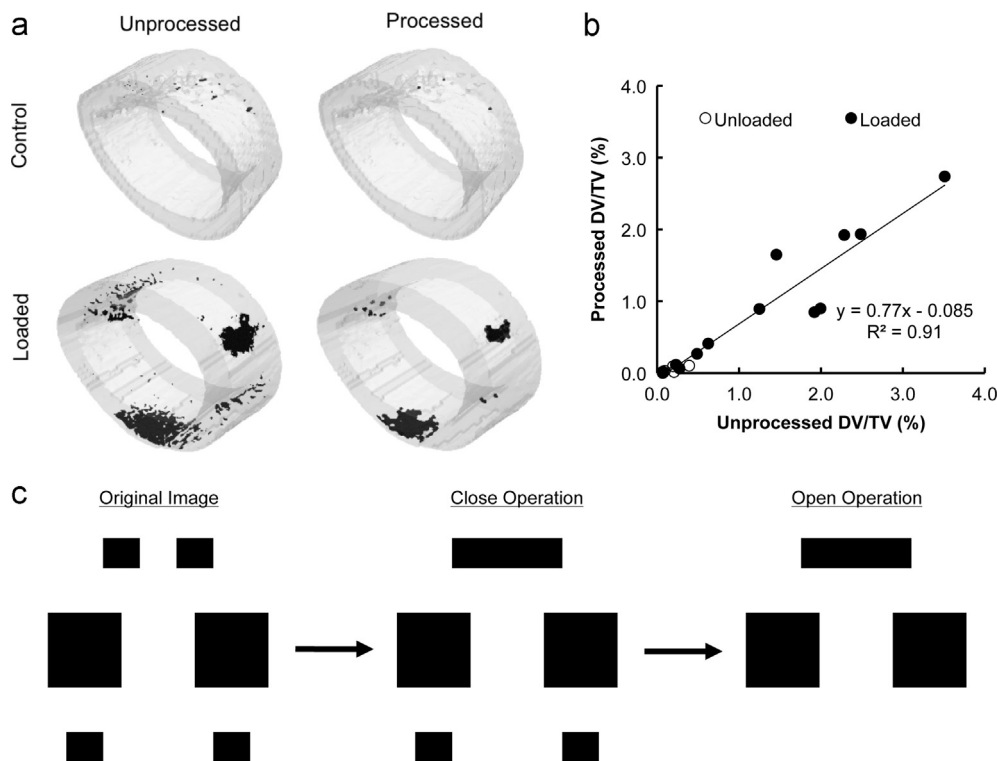 a
Unprocessed
Processed
Control
Loaded
b
4.0
3.0
2.0
1.0
0.0
Processed DV/TV (%)
Unloaded
Loaded
y = 0.77x - 0.085
R² = 0.91
0.0
1.0
2.0
3.0
4.0
Unprocessed DV/TV (%)
c
Original Image
Close Operation
Open Operation